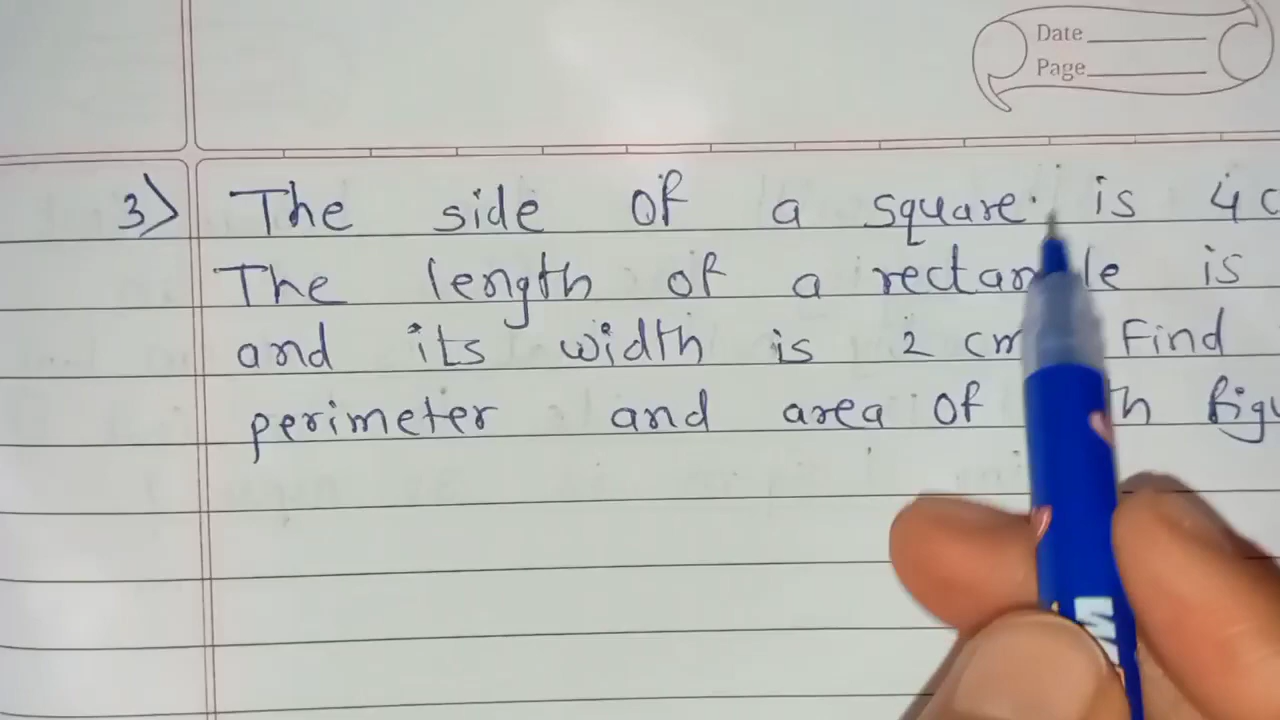 Date
Page
3) The side of a square is 4
The length of a is
and its width is 2 Find
perimeter and area of